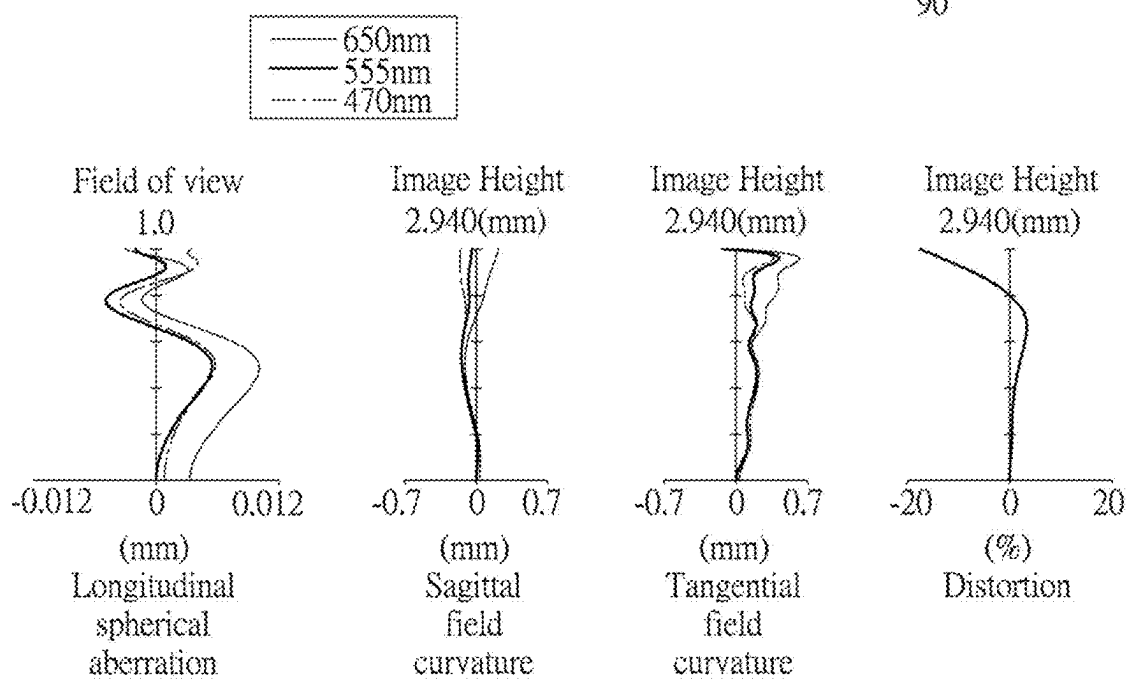 90
650nm
555nm
470nm
Field of view
1.0
Image Height
2.940(mm)
Image Height
2.940(mm)
Image Height
2.940(mm)
-0.012 0 0.012
(mm)
Longitudinal
spherical
aberration
-0.7 0 0.7
(mm)
Sagittal
field
curvature
-0.7 0 0.7
(mm)
Tangential
field
curvature
-20 0 20
(%)
Distortion